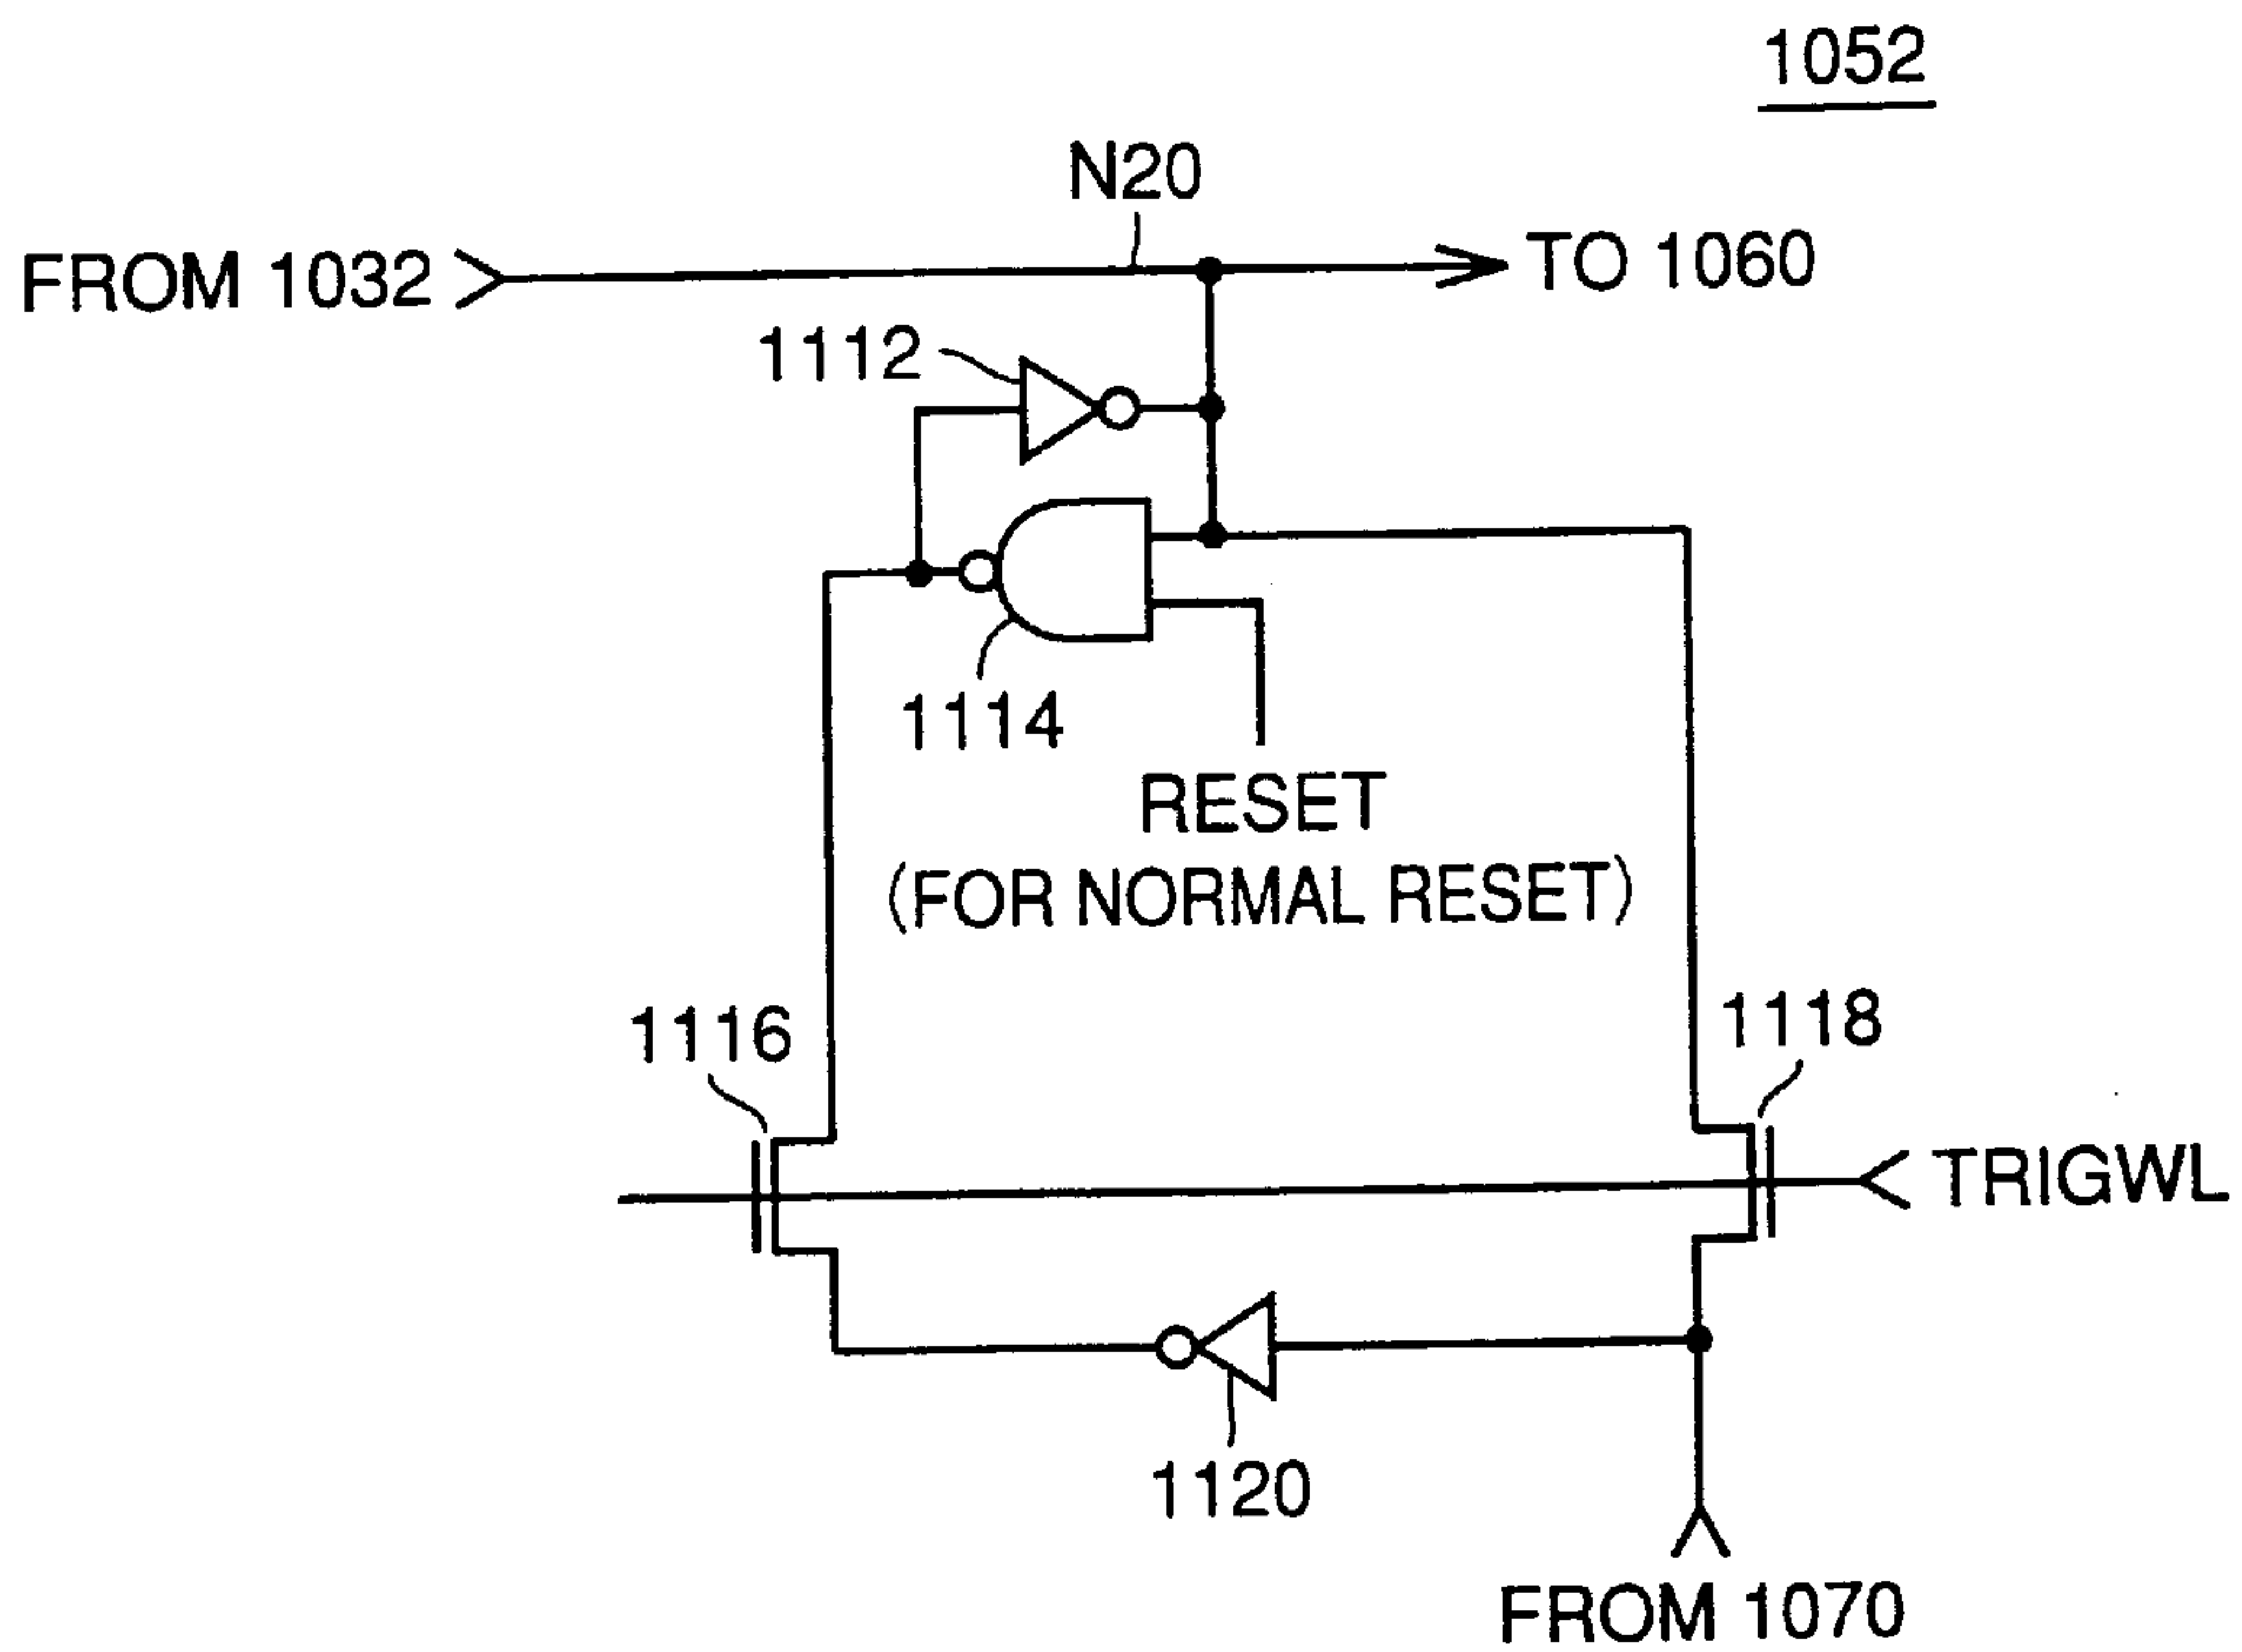 1052
N20
FROM 1032
TO 1060
1112
1114
RESET
(FOR NORMAL RESET)
1116
1118
TRIGWL
1120
FROM 1070